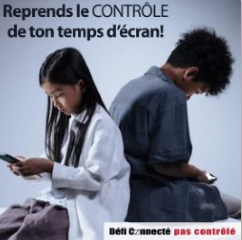 Reprends le CONTRÔLE
de ton temps d'écran!
Défi Connecté pas contrôlé